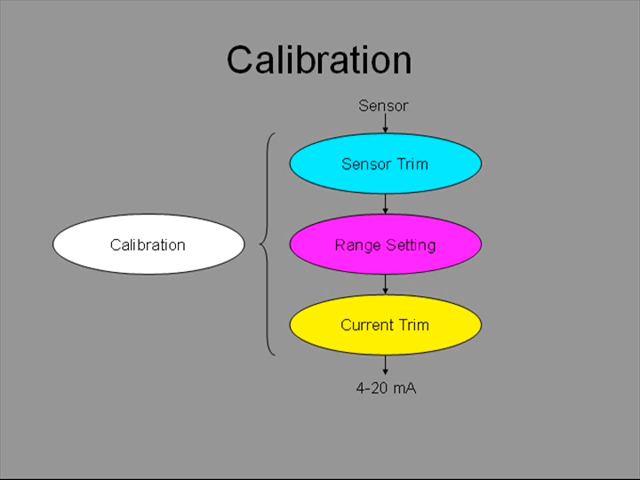 Calibration
Sensor
Sensor Trim
Calibration
Range Setting
Current Trim
4-20 mA